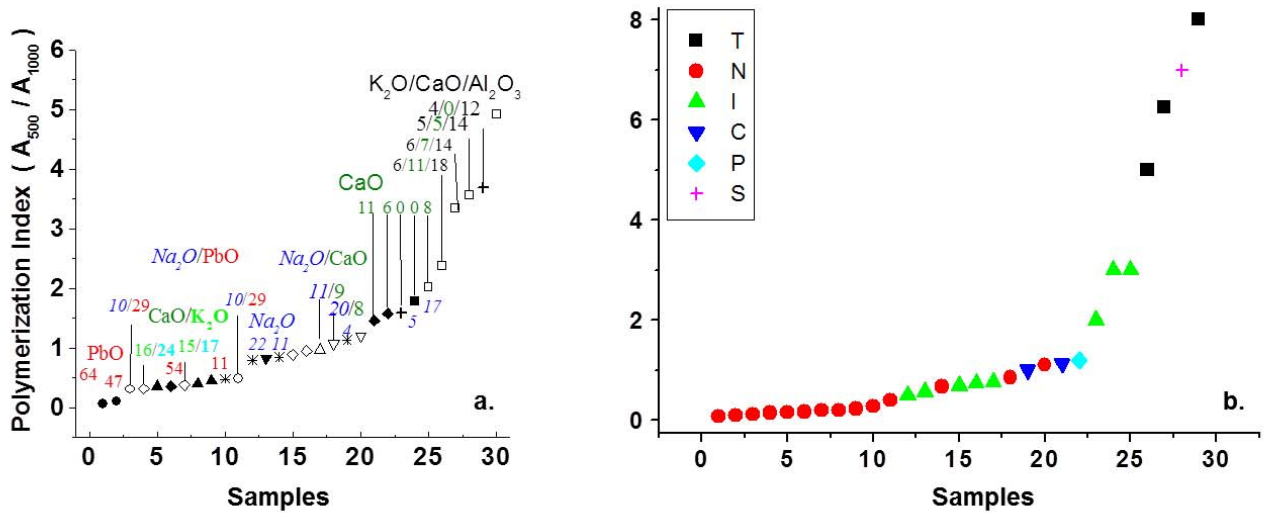 Polymerization Index ( A500 / A1000 )
6
5
4
3
2
1
0
K2O/CaO/Al2O3
4/0/12
5/5/14
6/7/14
6/11/18
CaO
11 6 0 0 8
Na2O/PbO
Na2O/CaO
10/29
CaO/K2O
10/29
Na2O
11/9
20/8
5
17
PbO
16/24
15/17
22 11
4
64
47
54
11
a.
0 5 10 15 20 25 30
Samples
8
6
4
2
0
T
N
I
C
P
S
b.
0 5 10 15 20 25 30
Samples